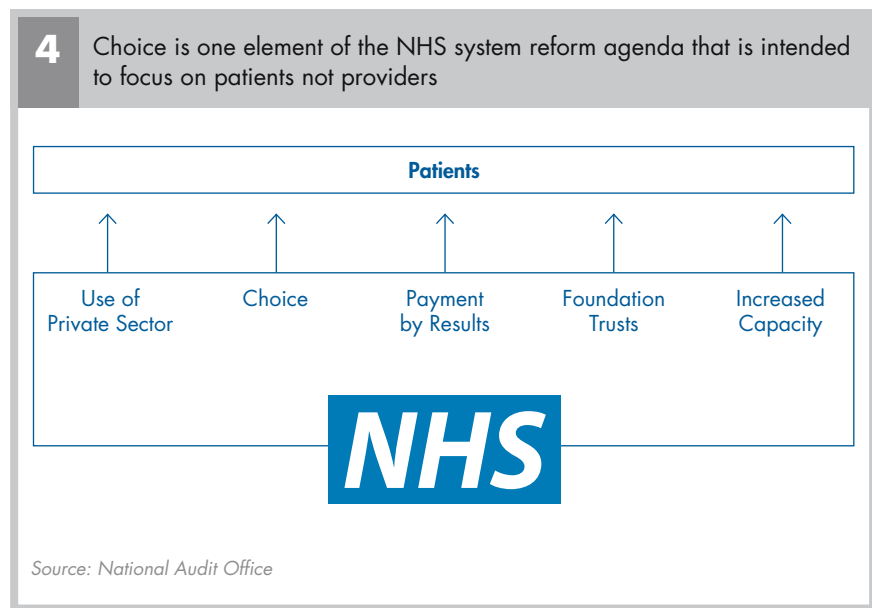 4
Choice is one element of the NHS system reform agenda that is intended
to focus on patients not providers
Patients
Use of
Private Sector
Choice
Payment
by Results
Foundation
Trusts
Increased
Capacity
NHS
Source: National Audit Office